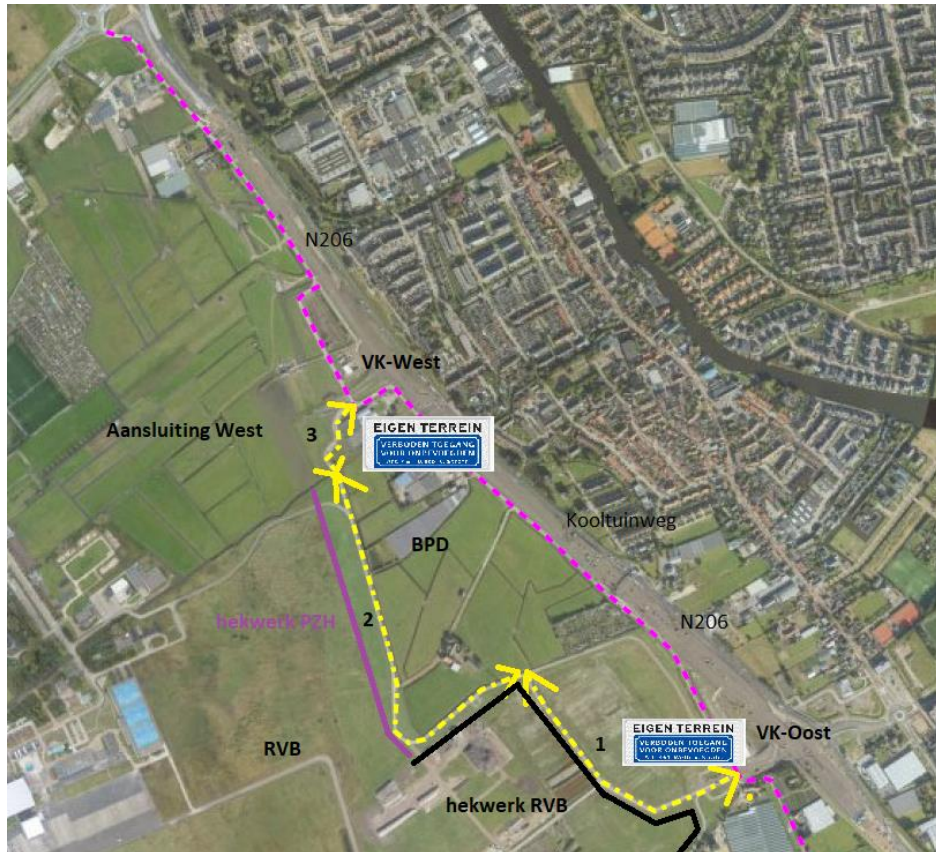 N206
VK-West
Aansluiting West
3
EIGEN TERREIN
VERBODEN TOEGANG
VOOR ONBEVOEGDEN
Kooltuinweg
BPD
hekwerk PZH
2
N206
EIGEN TERREIN
VERBODEN TOEGANG
VOOR ONBEVOEGDEN
VK-Oost
1
RVB
hekwerk RVB